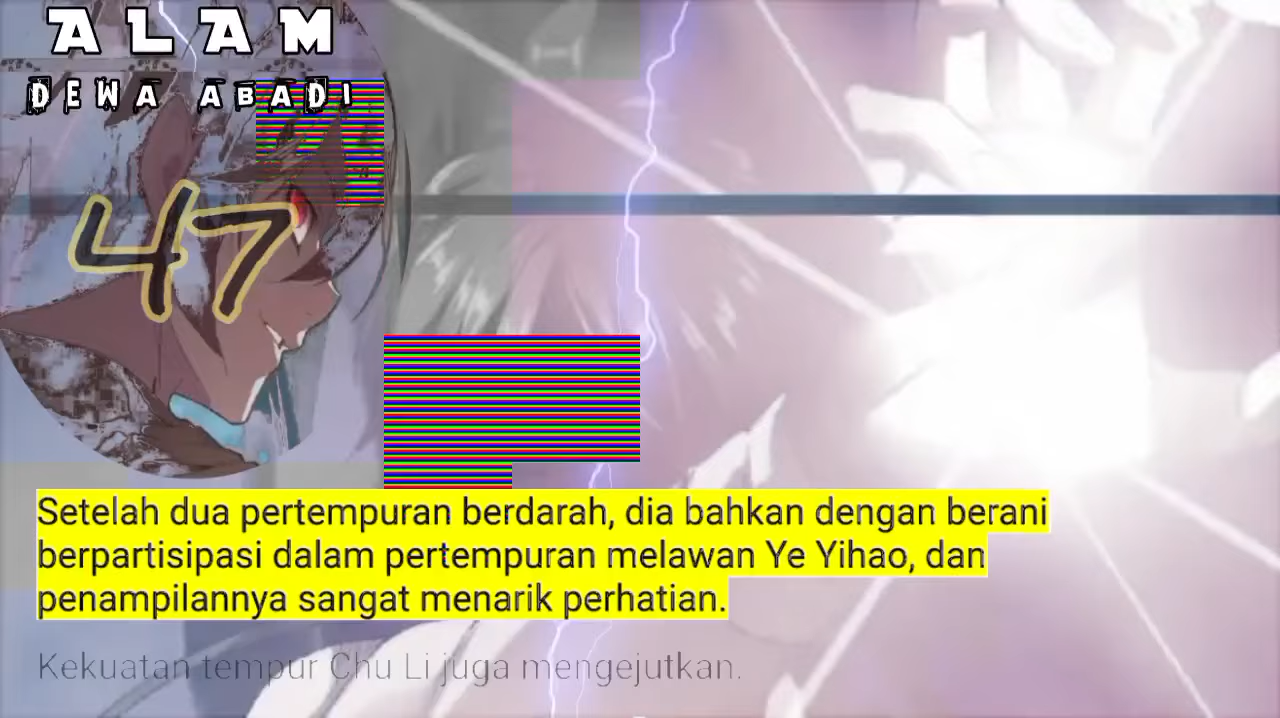 ALAM
DEWA ABADI
47
Setelah dua pertempuran berdarah, dia bahkan dengan berani
berpartisipasi dalam pertempuran melawan Ye Yihao, dan
penampilannya sangat menarik perhatian.
Kekuatan tempur Chu Li juga mengejutkan.